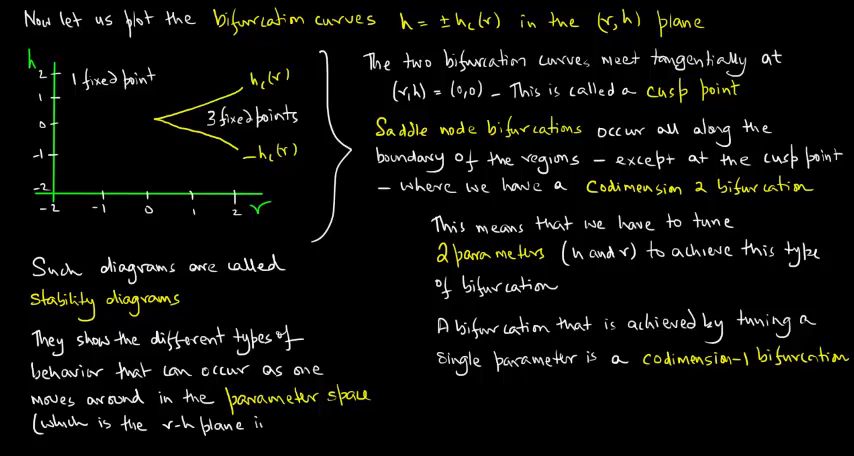 Now let us plot the bifurcation curves h = ± hc(r) in the (r, h) plane
h
2
1
0
-1
-2
-2
-1
0
1
2
r
1 fixed point
hc(r)
3 fixed points
-hc(r)
The two bifurcation curves meet tangentially at
(r,h) = (0,0) - This is called a cusp point
Saddle node bifurcations occur all along the
boundary of the regions - except at the cusp point
- where we have a codimension 2 bifurcation
This means that we have to tune
2 parameters (h and r) to achieve this type
of bifurcation
A bifurcation that is achieved by tuning a
single parameter is a codimension-1 bifurcation
Such diagrams are called
stability diagrams
They show the different types of
behavior that can occur as one
moves around in the parameter space
(which is the r-h plane i